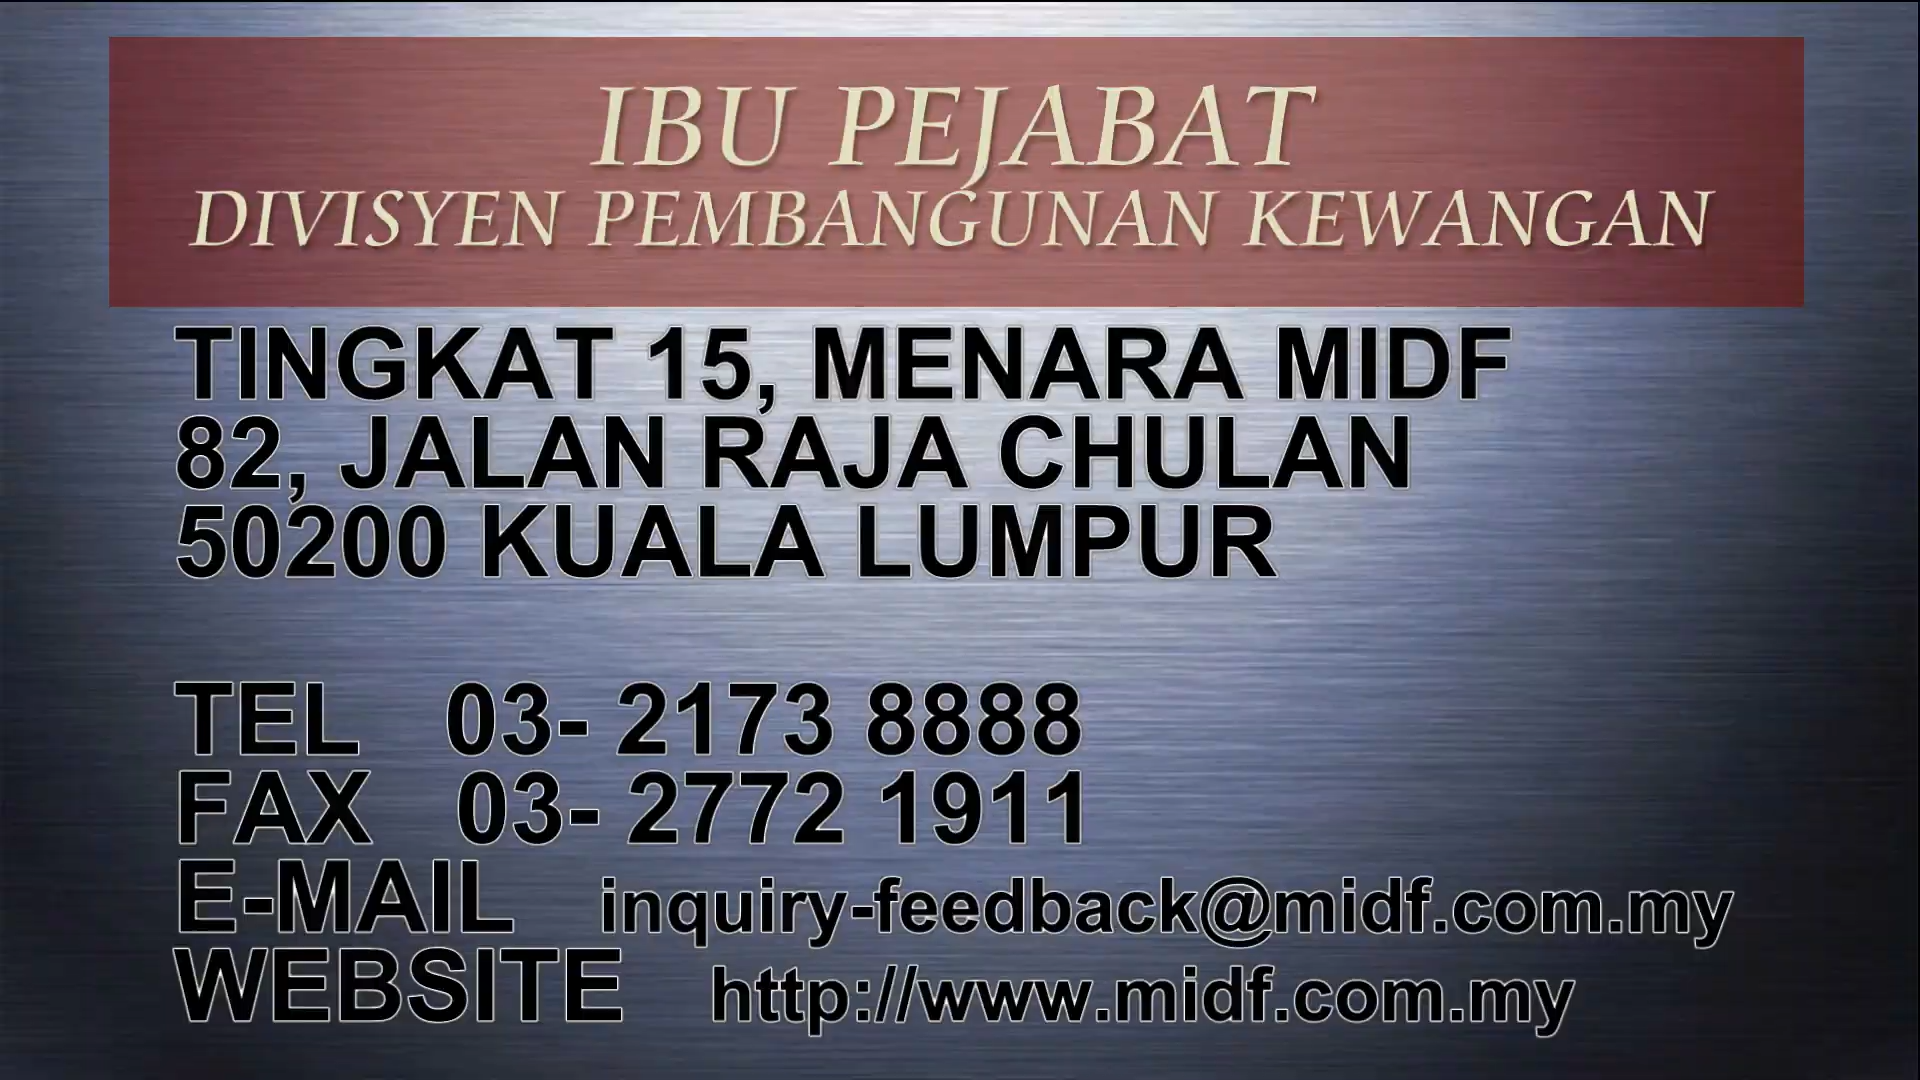 IBU PEJABAT
DIVISYEN PEMBANGUNAN KEWANGAN
TINGKAT 15, MENARA MIDF
82, JALAN RAJA CHULAN
50200 KUALA LUMPUR
TEL 03- 2173 8888
FAX 03- 2772 1911
E-MAIL inquiry-feedback@midf.com.my
WEBSITE http://www.midf.com.my